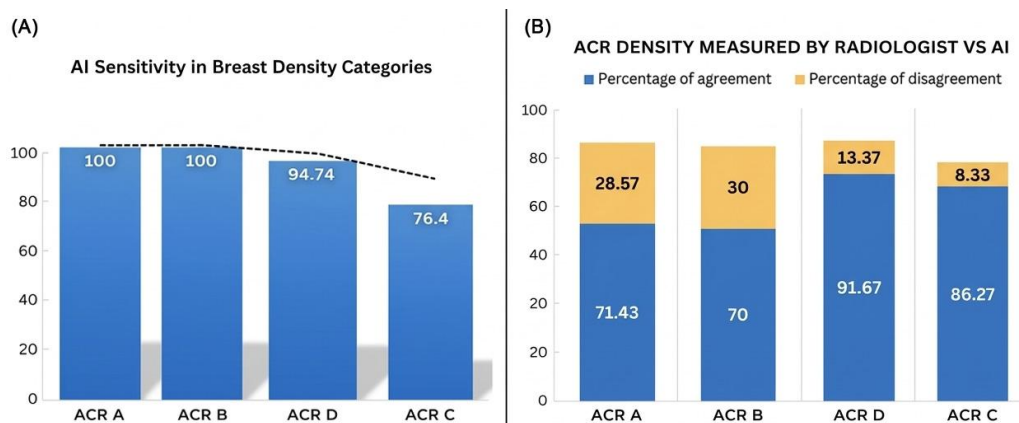 (A)
AI Sensitivity in Breast Density Categories
100
80
60
40
20
0
100
100
94.74
76.4
ACR A
ACR B
ACR D
ACR C
(B)
ACR DENSITY MEASURED BY RADIOLOGIST VS AI
Percentage of agreement
Percentage of disagreement
100
80
60
40
20
20
0
28.57
30
13.37
8.33
71.43
70
91.67
86.27
ACR A
ACR B
ACR D
ACR C